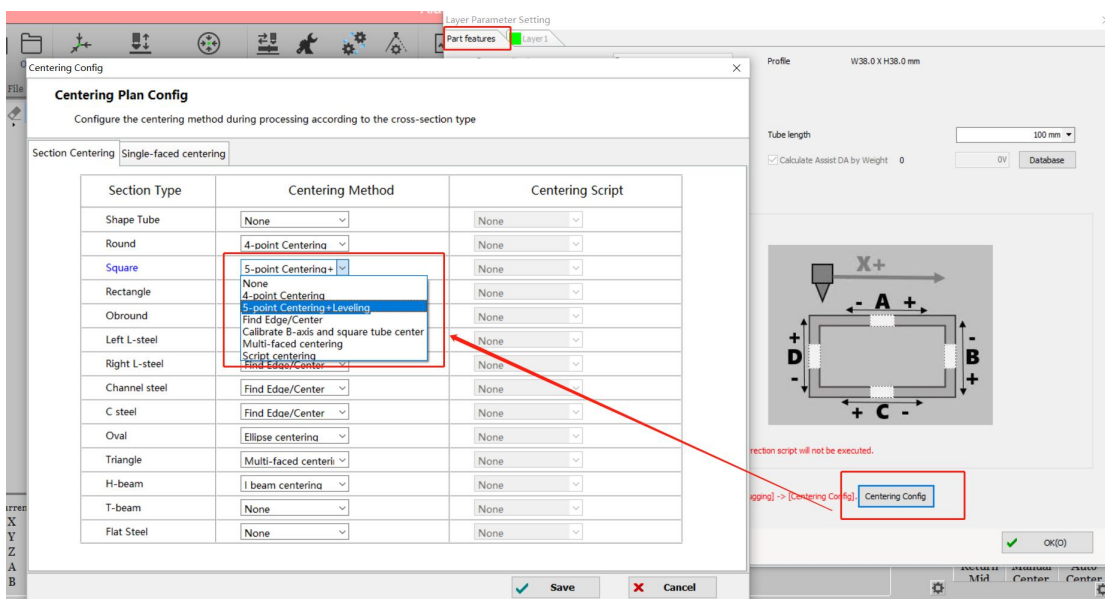 Layer Parameter Setting
Part features
Layer1
File
Centering Config
Centering Plan Config
Configure the centering method during processing according to the cross-section type
Section Centering
Single-faced centering
Section Type Centering Method Centering Script
Shape Tube None None
Round 4-point Centering None
Square 5-point Centering+ None
None
4-point Centering
5-point Centering+Leveling
Find Edge/Center
Calibrate B-axis and square tube center
Multi-faced centering
Script centering
Rectangle None
Obround None
Left L-steel None
Right L-steel Find Edge/Center None
Channel steel Find Edge/Center None
C steel Find Edge/Center None
Oval Ellipse centering None
Triangle Multi-faced centeri None
H-beam I beam centering None
T-beam None None
Flat Steel None None
Save Cancel
Profile W38.0 X H38.0 mm
Tube length 100 mm
Calculate Assist DA by Weight 0 0V Database
X+
- A +
+ D -
- B +
+ C -
rection script will not be executed.
gging] -> [Centering Config]. Centering Config
OK(O)
X
Y
Z
A
B
Return Manual Auto
Mid Center Center